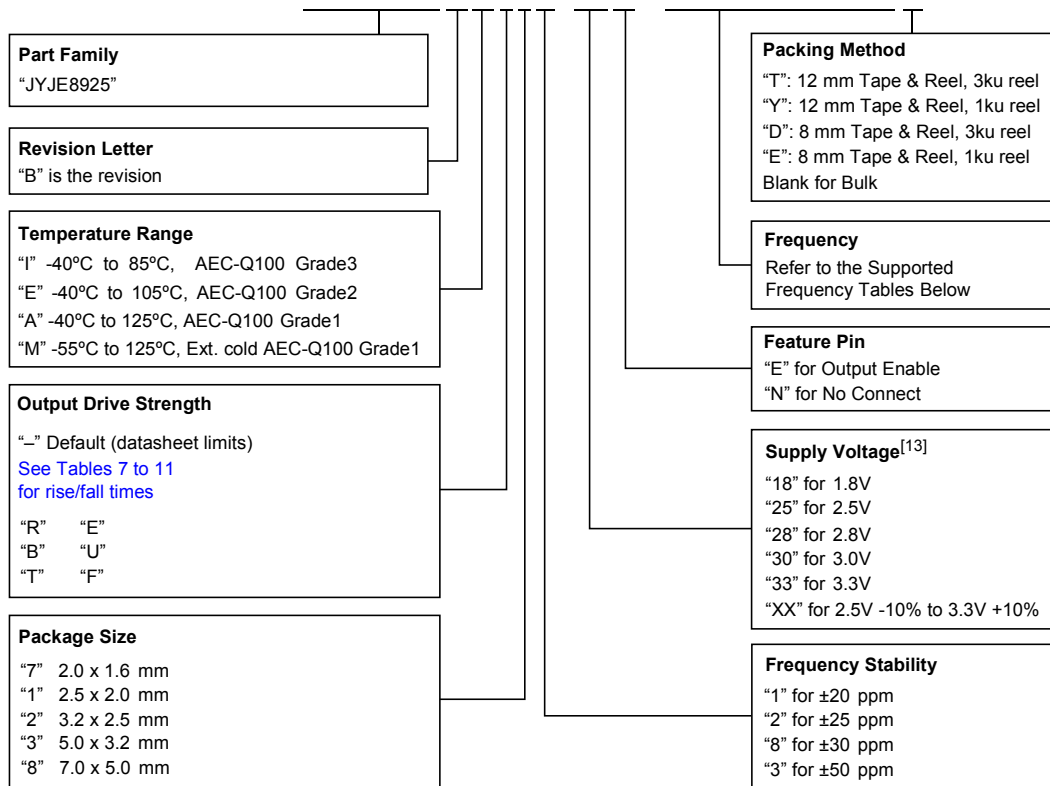 Part Family
“JYJE8925”
Revision Letter
“B” is the revision
Temperature Range
“I” -40ºC to 85ºC, AEC-Q100 Grade3
“E” -40ºC to 105ºC, AEC-Q100 Grade2
“A” -40ºC to 125ºC, AEC-Q100 Grade1
“M” -55ºC to 125ºC, Ext. cold AEC-Q100 Grade1
Output Drive Strength
“–” Default (datasheet limits)
See Tables 7 to 11
for rise/fall times
“R” “E”
“B” “U”
“T” “F”
Package Size
“7” 2.0 x 1.6 mm
“1” 2.5 x 2.0 mm
“2” 3.2 x 2.5 mm
“3” 5.0 x 3.2 mm
“8” 7.0 x 5.0 mm
Packing Method
“T”: 12 mm Tape & Reel, 3ku reel
“Y”: 12 mm Tape & Reel, 1ku reel
“D”: 8 mm Tape & Reel, 3ku reel
“E”: 8 mm Tape & Reel, 1ku reel
Blank for Bulk
Frequency
Refer to the Supported
Frequency Tables Below
Feature Pin
“E” for Output Enable
“N” for No Connect
Supply Voltage[13]
“18” for 1.8V
“25” for 2.5V
“28” for 2.8V
“30” for 3.0V
“33” for 3.3V
“XX” for 2.5V -10% to 3.3V +10%
Frequency Stability
“1” for ±20 ppm
“2” for ±25 ppm
“8” for ±30 ppm
“3” for ±50 ppm